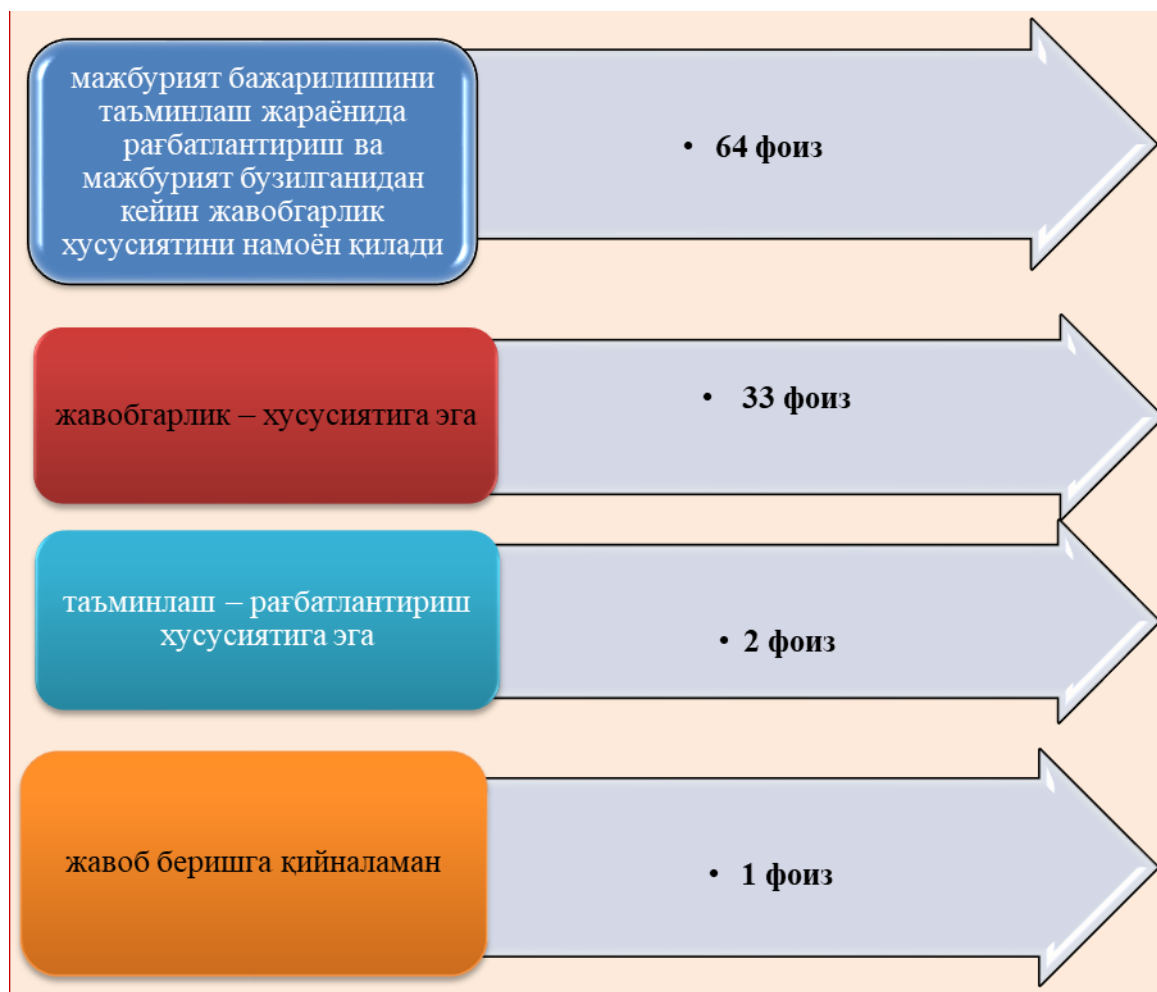 мажбурият бажарилишини
таъминлаш жараёнида
рағбатлантириш ва
мажбурият бузилганидан
кейин жавобгарлик
хусусиятини намоён қилади
• 64 фоиз
жавобгарлик – хусусиятига эга
• 33 фоиз
таъминлаш – рағбатлантириш
хусусиятига эга
• 2 фоиз
жавоб беришга қийналаман
• 1 фоиз